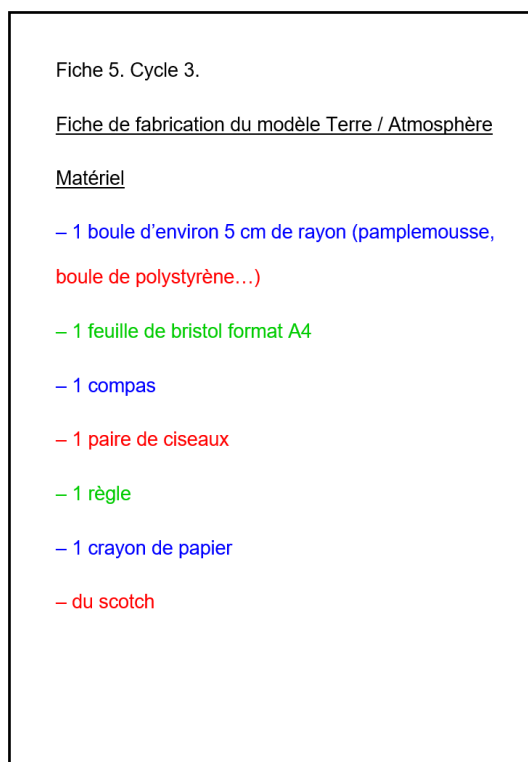 Fiche 5. Cycle 3.
Fiche de fabrication du modèle Terre / Atmosphère
Matériel
– 1 boule d’environ 5 cm de rayon (pamplemousse,
boule de polystyrène…)
– 1 feuille de bristol format A4
– 1 compas
– 1 paire de ciseaux
– 1 règle
– 1 crayon de papier
– du scotch